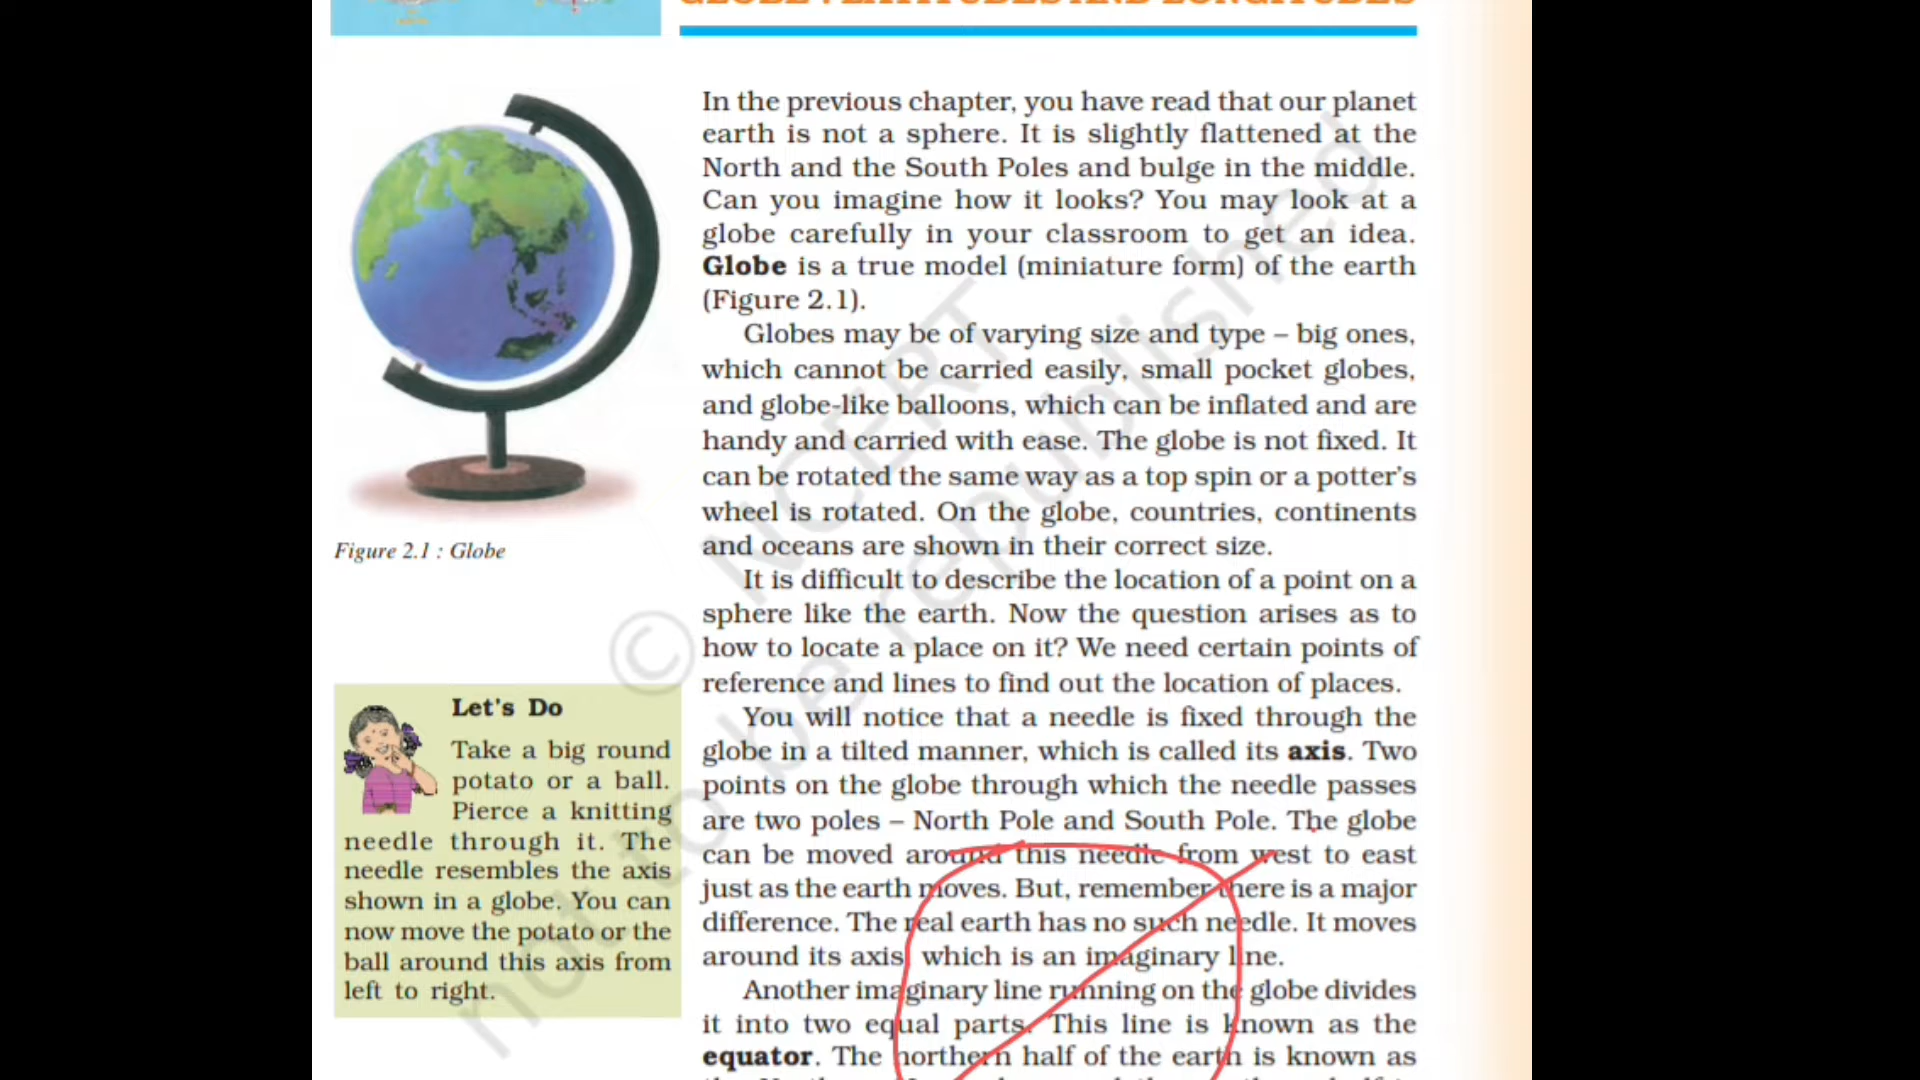 GLOBE : LATITUDES AND LONGITUDES
In the previous chapter, you have read that our planet
earth is not a sphere. It is slightly flattened at the
North and the South Poles and bulge in the middle.
Can you imagine how it looks? You may look at a
globe carefully in your classroom to get an idea.
Globe is a true model (miniature form) of the earth
(Figure 2.1).
Globes may be of varying size and type – big ones,
which cannot be carried easily, small pocket globes,
and globe-like balloons, which can be inflated and are
handy and carried with ease. The globe is not fixed. It
can be rotated the same way as a top spin or a potter's
wheel is rotated. On the globe, countries, continents
and oceans are shown in their correct size.
It is difficult to describe the location of a point on a
sphere like the earth. Now the question arises as to
how to locate a place on it? We need certain points of
reference and lines to find out the location of places.
You will notice that a needle is fixed through the
globe in a tilted manner, which is called its axis. Two
points on the globe through which the needle passes
are two poles – North Pole and South Pole. The globe
can be moved around this needle from west to east
just as the earth moves. But, remember there is a major
difference. The real earth has no such needle. It moves
around its axis, which is an imaginary line.
Another imaginary line running on the globe divides
it into two equal parts. This line is known as the
equator. The northern half of the earth is known as
Figure 2.1 : Globe
Let's Do
Take a big round
potato or a ball.
Pierce a knitting
needle through it. The
needle resembles the axis
shown in a globe. You can
now move the potato or the
ball around this axis from
left to right.
© NCERT
not to be republished